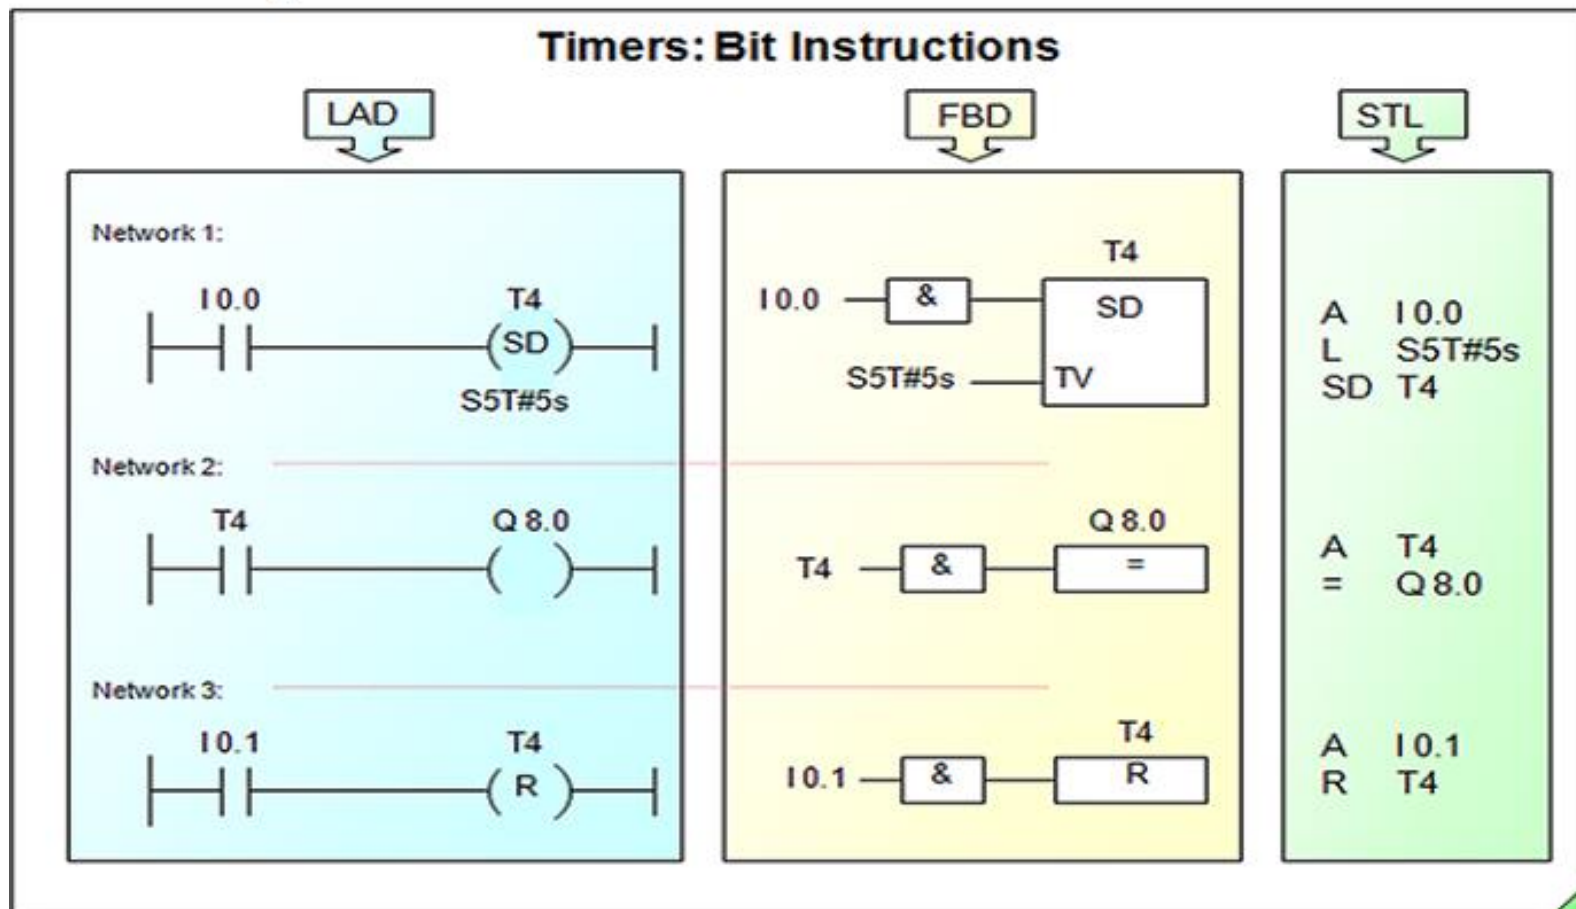 Timers: Bit Instructions
LAD
Network 1:
I 0.0
T4
(SD)
S5T#5s
Network 2:
T4
Q 8.0
( )
Network 3:
I 0.1
T4
(R)
FBD
T4
I 0.0
&
SD
S5T#5s
TV
Q 8.0
T4
&
=
T4
I 0.1
&
R
STL
A I 0.0
L S5T#5s
SD T4
A T4
= Q 8.0
A I 0.1
R T4